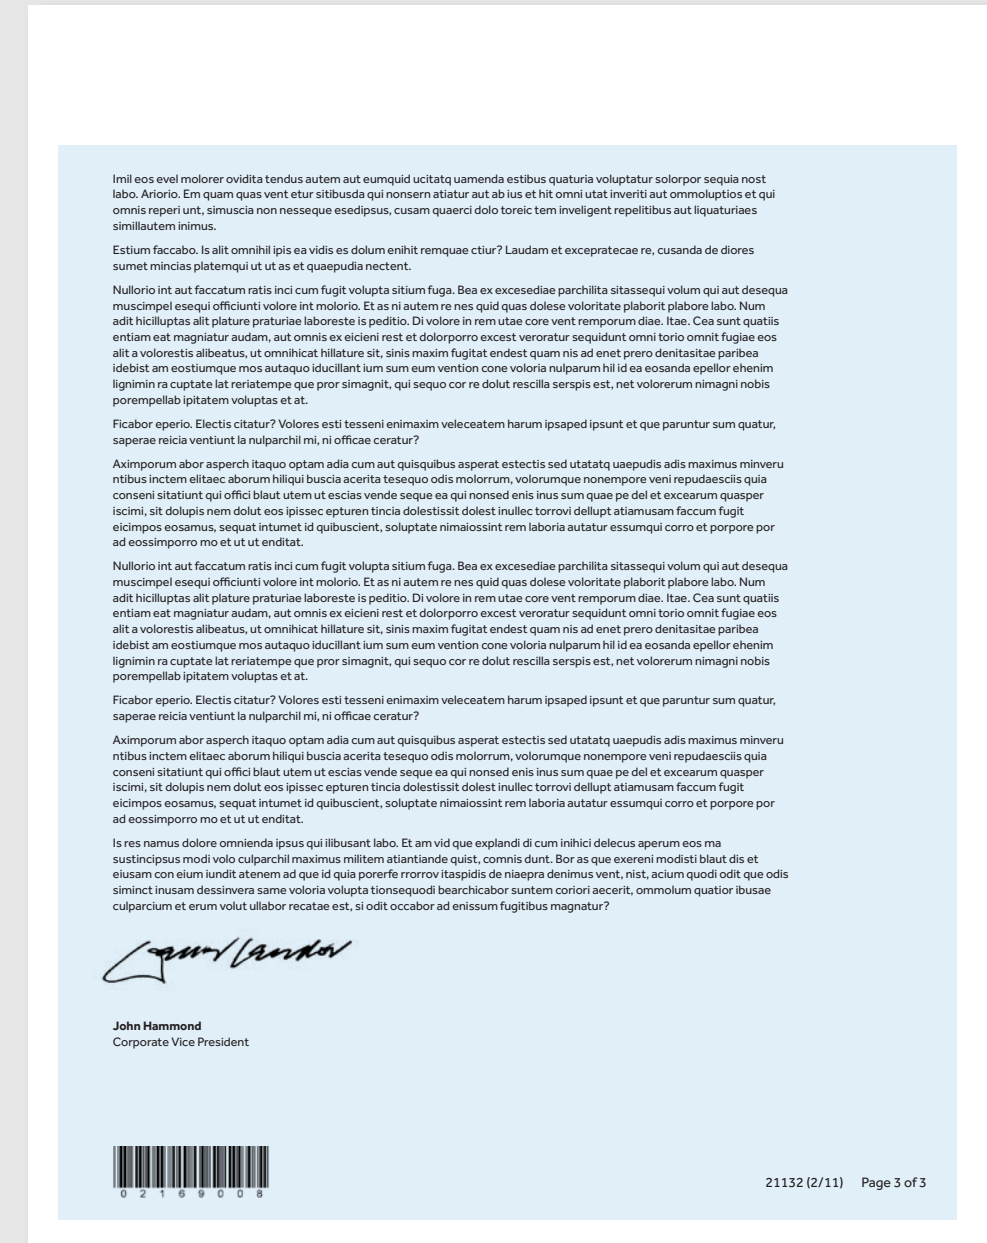 Imil eos evel molorer ovidita tendus autem aut eumquid ucitatq uamenda estibus quaturia voluptatur solorpor sequia nost
labo. Ariorio. Em quam quas vent etur sitibusda qui nonsern atiatur aut ab ius et hit omni utat inveriti aut ommoluptios et qui
omnis reperi unt, simuscia non nesseque esedipsus, cusam quaerci dolo toreic tem inveligent repelitibus aut liquaturiaes
simillautem inimus.
Estium faccabo. Is alit omnihil ipis ea vidis es dolum enihit remquae ctiur? Laudam et excepratecae re, cusanda de diores
sumet mincias platemqui ut ut as et quaepudia nectent.
Nullorio int aut faccatum ratis inci cum fugit volupta sitium fuga. Bea ex excesediae parchilita sitassequi volum qui aut desequa
muscimpel esequi officiunti volore int molorio. Et as ni autem re nes quid quas dolese voloritate plaborit plabore labo. Num
adit hicilluptas alit plature praturiae laboreste is peditio. Di volore in rem utae core vent remporum diae. Itae. Cea sunt quatiis
entiam eat magniatur audam, aut omnis ex eicieni rest et dolorporro excest veroratur sequidunt omni torio omnit fugiae eos
alit a volorestis alibeatus, ut omnihicat hillature sit, sinis maxim fugitat endest quam nis ad enet prero denitasitae paribea
idebist am eostiumque mos autaquo iducillant ium sum eum vention cone voloria nulparum hil id ea eosanda epellor ehenim
lignimin ra cuptate lat reriatempe que pror simagnit, qui sequo cor re dolut rescilla serspis est, net volorerum nimagni nobis
porempellab ipitatem voluptas et at.
Ficabor eperio. Electis citatur? Volores esti tesseni enimaxim veleceatem harum ipsaped ipsunt et que paruntur sum quatur,
saperae reicia ventiunt la nulparchil mi, ni officae ceratur?
Aximporum abor asperch itaquo optam adia cum aut quisquibus asperat estectis sed utatatq uaepudis adis maximus minveru
ntibus inctem elitaec aborum hiliqui buscia acerita tesequo odis molorrum, volorumque nonempore veni repudaesciis quia
conseni sitatiunt qui offici blaut utem ut escias vende seque ea qui nonsed enis inus sum quae pe del et excearum quasper
iscimi, sit dolupis nem dolut eos ipissec epturen tincia dolestissit dolest inullec torrovi dellupt atiamusam faccum fugit
eicimpos eosamus, sequat intumet id quibuscient, soluptate nimaiossint rem laboria autatur essumqui corro et porpore por
ad eossimporro mo et ut ut enditat.
Nullorio int aut faccatum ratis inci cum fugit volupta sitium fuga. Bea ex excesediae parchilita sitassequi volum qui aut desequa
muscimpel esequi officiunti volore int molorio. Et as ni autem re nes quid quas dolese voloritate plaborit plabore labo. Num
adit hicilluptas alit plature praturiae laboreste is peditio. Di volore in rem utae core vent remporum diae. Itae. Cea sunt quatiis
entiam eat magniatur audam, aut omnis ex eicieni rest et dolorporro excest veroratur sequidunt omni torio omnit fugiae eos
alit a volorestis alibeatus, ut omnihicat hillature sit, sinis maxim fugitat endest quam nis ad enet prero denitasitae paribea
idebist am eostiumque mos autaquo iducillant ium sum eum vention cone voloria nulparum hil id ea eosanda epellor ehenim
lignimin ra cuptate lat reriatempe que pror simagnit, qui sequo cor re dolut rescilla serspis est, net volorerum nimagni nobis
porempellab ipitatem voluptas et at.
Ficabor eperio. Electis citatur? Volores esti tesseni enimaxim veleceatem harum ipsaped ipsunt et que paruntur sum quatur,
saperae reicia ventiunt la nulparchil mi, ni officae ceratur?
Aximporum abor asperch itaquo optam adia cum aut quisquibus asperat estectis sed utatatq uaepudis adis maximus minveru
ntibus inctem elitaec aborum hiliqui buscia acerita tesequo odis molorrum, volorumque nonempore veni repudaesciis quia
conseni sitatiunt qui offici blaut utem ut escias vende seque ea qui nonsed enis inus sum quae pe del et excearum quasper
iscimi, sit dolupis nem dolut eos ipissec epturen tincia dolestissit dolest inullec torrovi dellupt atiamusam faccum fugit
eicimpos eosamus, sequat intumet id quibuscient, soluptate nimaiossint rem laboria autatur essumqui corro et porpore por
ad eossimporro mo et ut ut enditat.
Is res namus dolore omnienda ipsus qui ilibusant labo. Et am vid que explandi di cum inihici delecus aperum eos ma
sustincipsus modi volo culparchil maximus militem atiantiande quist, comnis dunt. Bor as que exereni modisti blaut dis et
eiusam con eium iundit atenem ad que id quia porerfe rrorrov itaspidis de niaepra denimus vent, nist, acium quodi odit que odis
siminct inusam dessinvera same voloria volupta tionsequodi bearchicabor suntem coriori aecerit, ommolum quatior ibusae
culparcium et erum volut ullabor recatae est, si odit occabor ad enissum fugitibus magnatur?
John Hammond
Corporate Vice President
0 2 1 6 9 0 0 8
21132 (2/11) Page 3 of 3